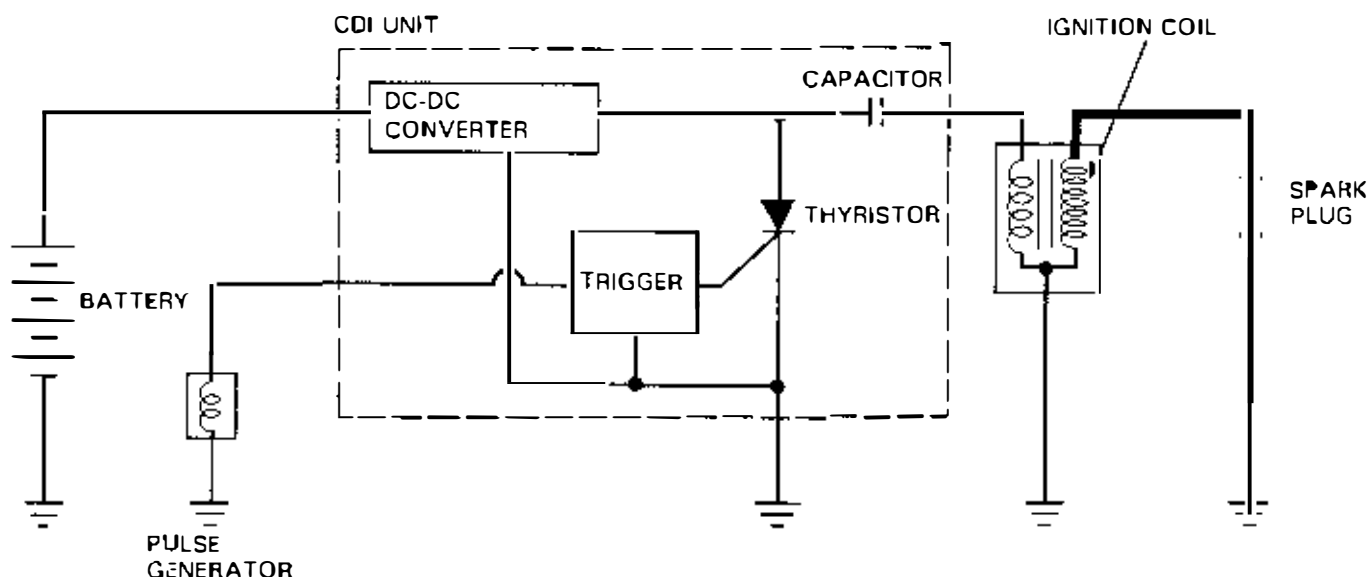 CDI UNIT
IGNITION COIL
CAPACITOR
DC-DC
CONVERTER
SPARK
PLUG
THYRISTOR
TRIGGER
BATTERY
PULSE
GENERATOR